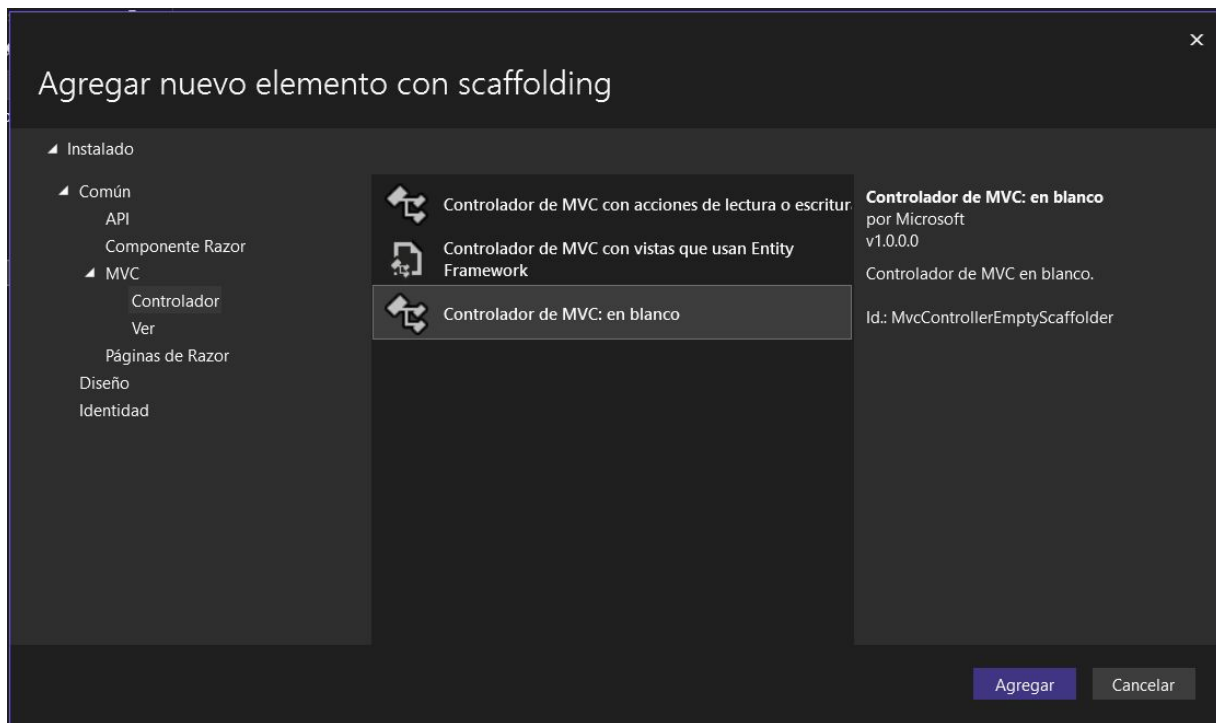 Agregar nuevo elemento con scaffolding
Instalado
Común
API
Componente Razor
MVC
Controlador
Ver
Páginas de Razor
Diseño
Identidad
Controlador de MVC con acciones de lectura o escritur
Controlador de MVC con vistas que usan Entity
Framework
Controlador de MVC: en blanco
Controlador de MVC: en blanco
por Microsoft
v1.0.0.0
Controlador de MVC en blanco.
Id.: MvcControllerEmptyScaffolder
Agregar
Cancelar